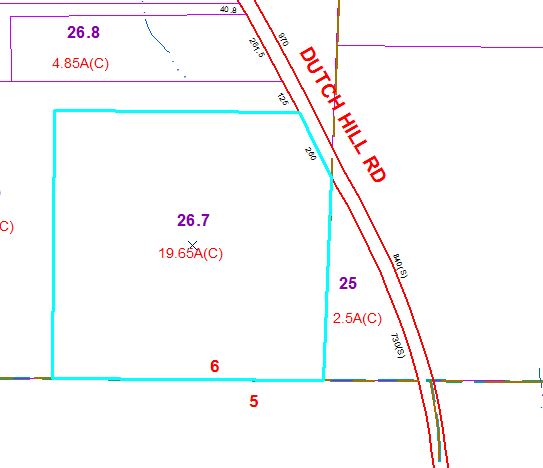 40.8
26.8
4.85A(C)
261.5
970
DUTCH HILL RD
125
260
26.7
19.65A(C)
C)
840(S)
25
2.5A(C)
730(S)
6
5